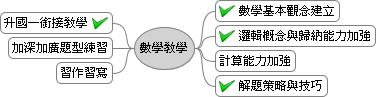 升國一銜接教學
加深加廣題型練習
習作習寫
數學教學
數學基本觀念建立
邏輯概念與歸納能力加強
計算能力加強
解題策略與技巧